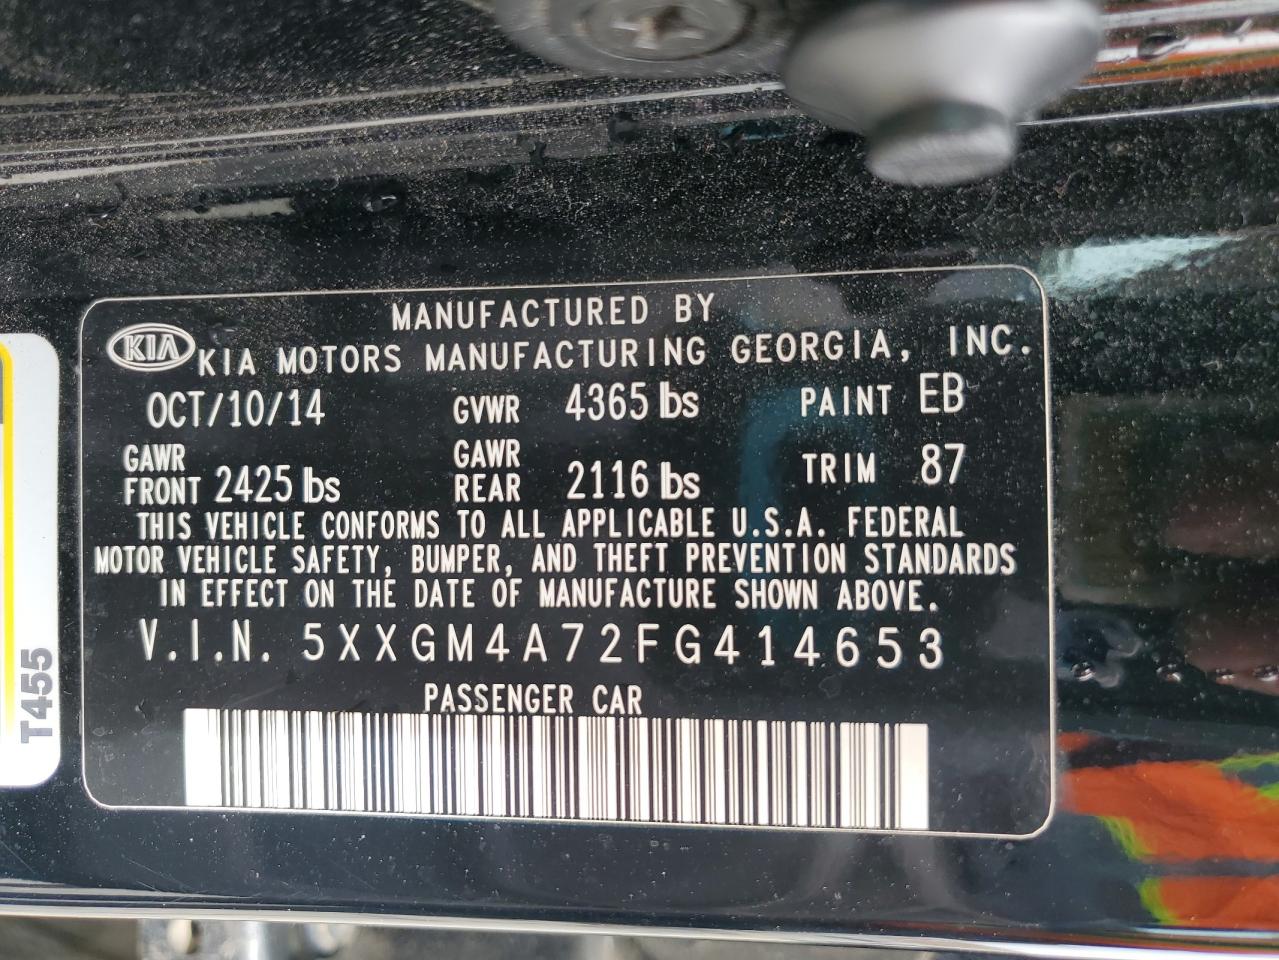 MANUFACTURED BY
KIA KIA MOTORS MANUFACTURING GEORGIA, INC.
OCT/10/14 GVWR 4365 lbs PAINT EB
GAWR FRONT 2425 lbs GAWR REAR 2116 lbs TRIM 87
THIS VEHICLE CONFORMS TO ALL APPLICABLE U.S.A. FEDERAL
MOTOR VEHICLE SAFETY, BUMPER, AND THEFT PREVENTION STANDARDS
IN EFFECT ON THE DATE OF MANUFACTURE SHOWN ABOVE.
V.I.N. 5XXGM4A72FG414653
PASSENGER CAR
T455